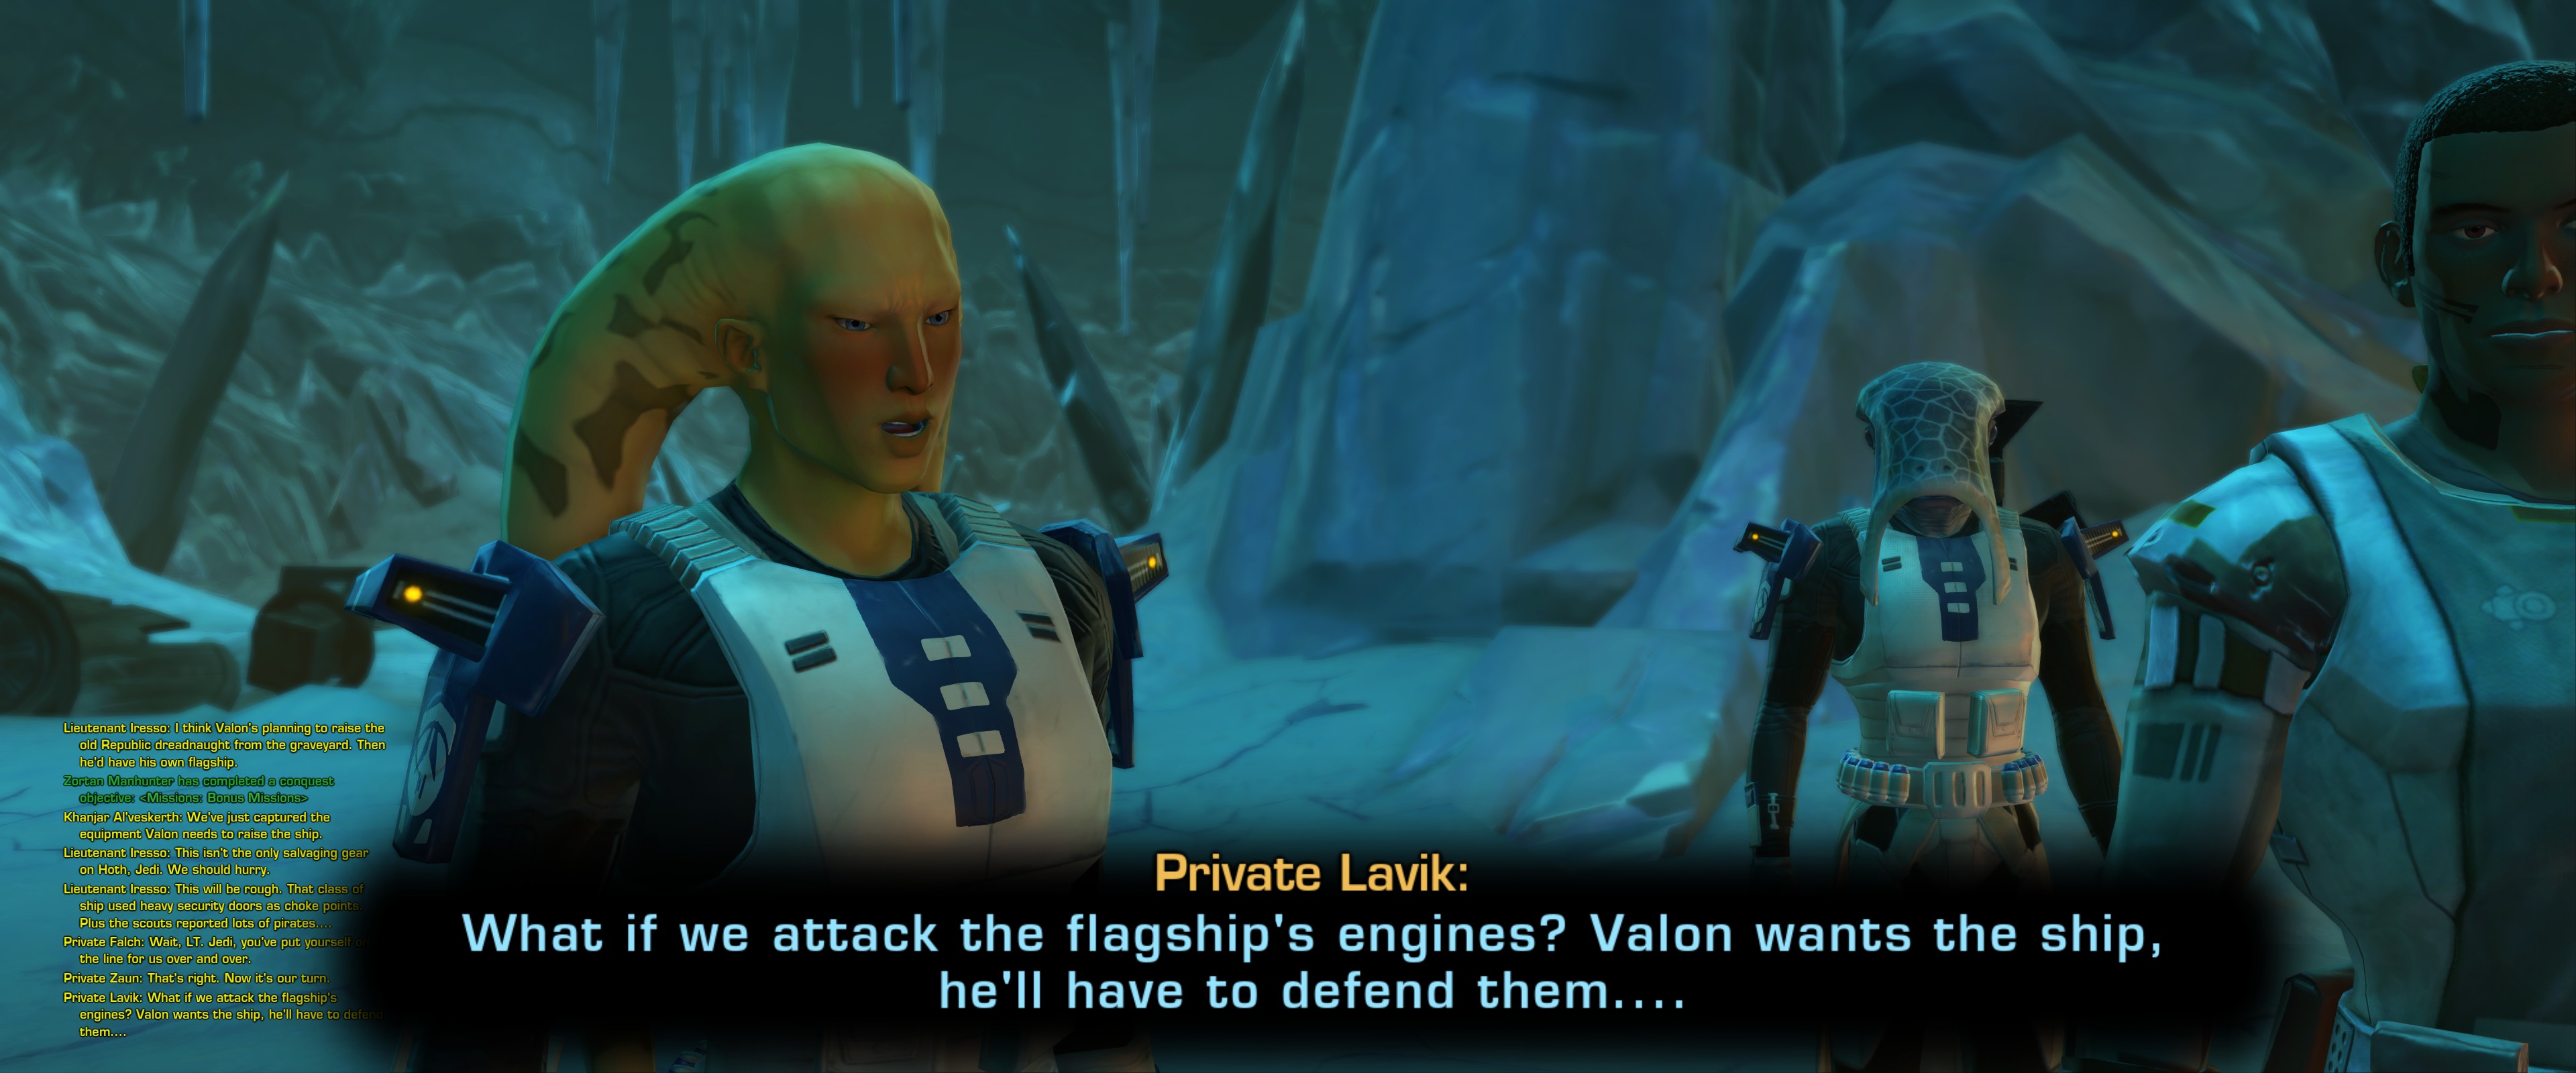 Lieutenant Iresso: I think Valon's planning to raise the
old Republic dreadnaught from the graveyard. Then
he'd have his own flagship.
Zortan Manhunter has completed a conquest
objective: <Missions: Bonus Missions>
Khanjar Al'veskerth: We've just captured the
equipment Valon needs to raise the ship.
Lieutenant Iresso: This isn't the only salvaging gear
on Hoth, Jedi. We should hurry.
Lieutenant Iresso: This will be rough. That class of
ship used heavy security doors as choke points.
Plus the scouts reported lots of pirates....
Private Falch: Wait, LT. Jedi, you've put yourself on
the line for us over and over.
Private Zaun: That's right. Now it's our turn.
Private Lavik: What if we attack the flagship's
engines? Valon wants the ship, he'll have to defend
them....
Private Lavik:
What if we attack the flagship's engines? Valon wants the ship,
he'll have to defend them....